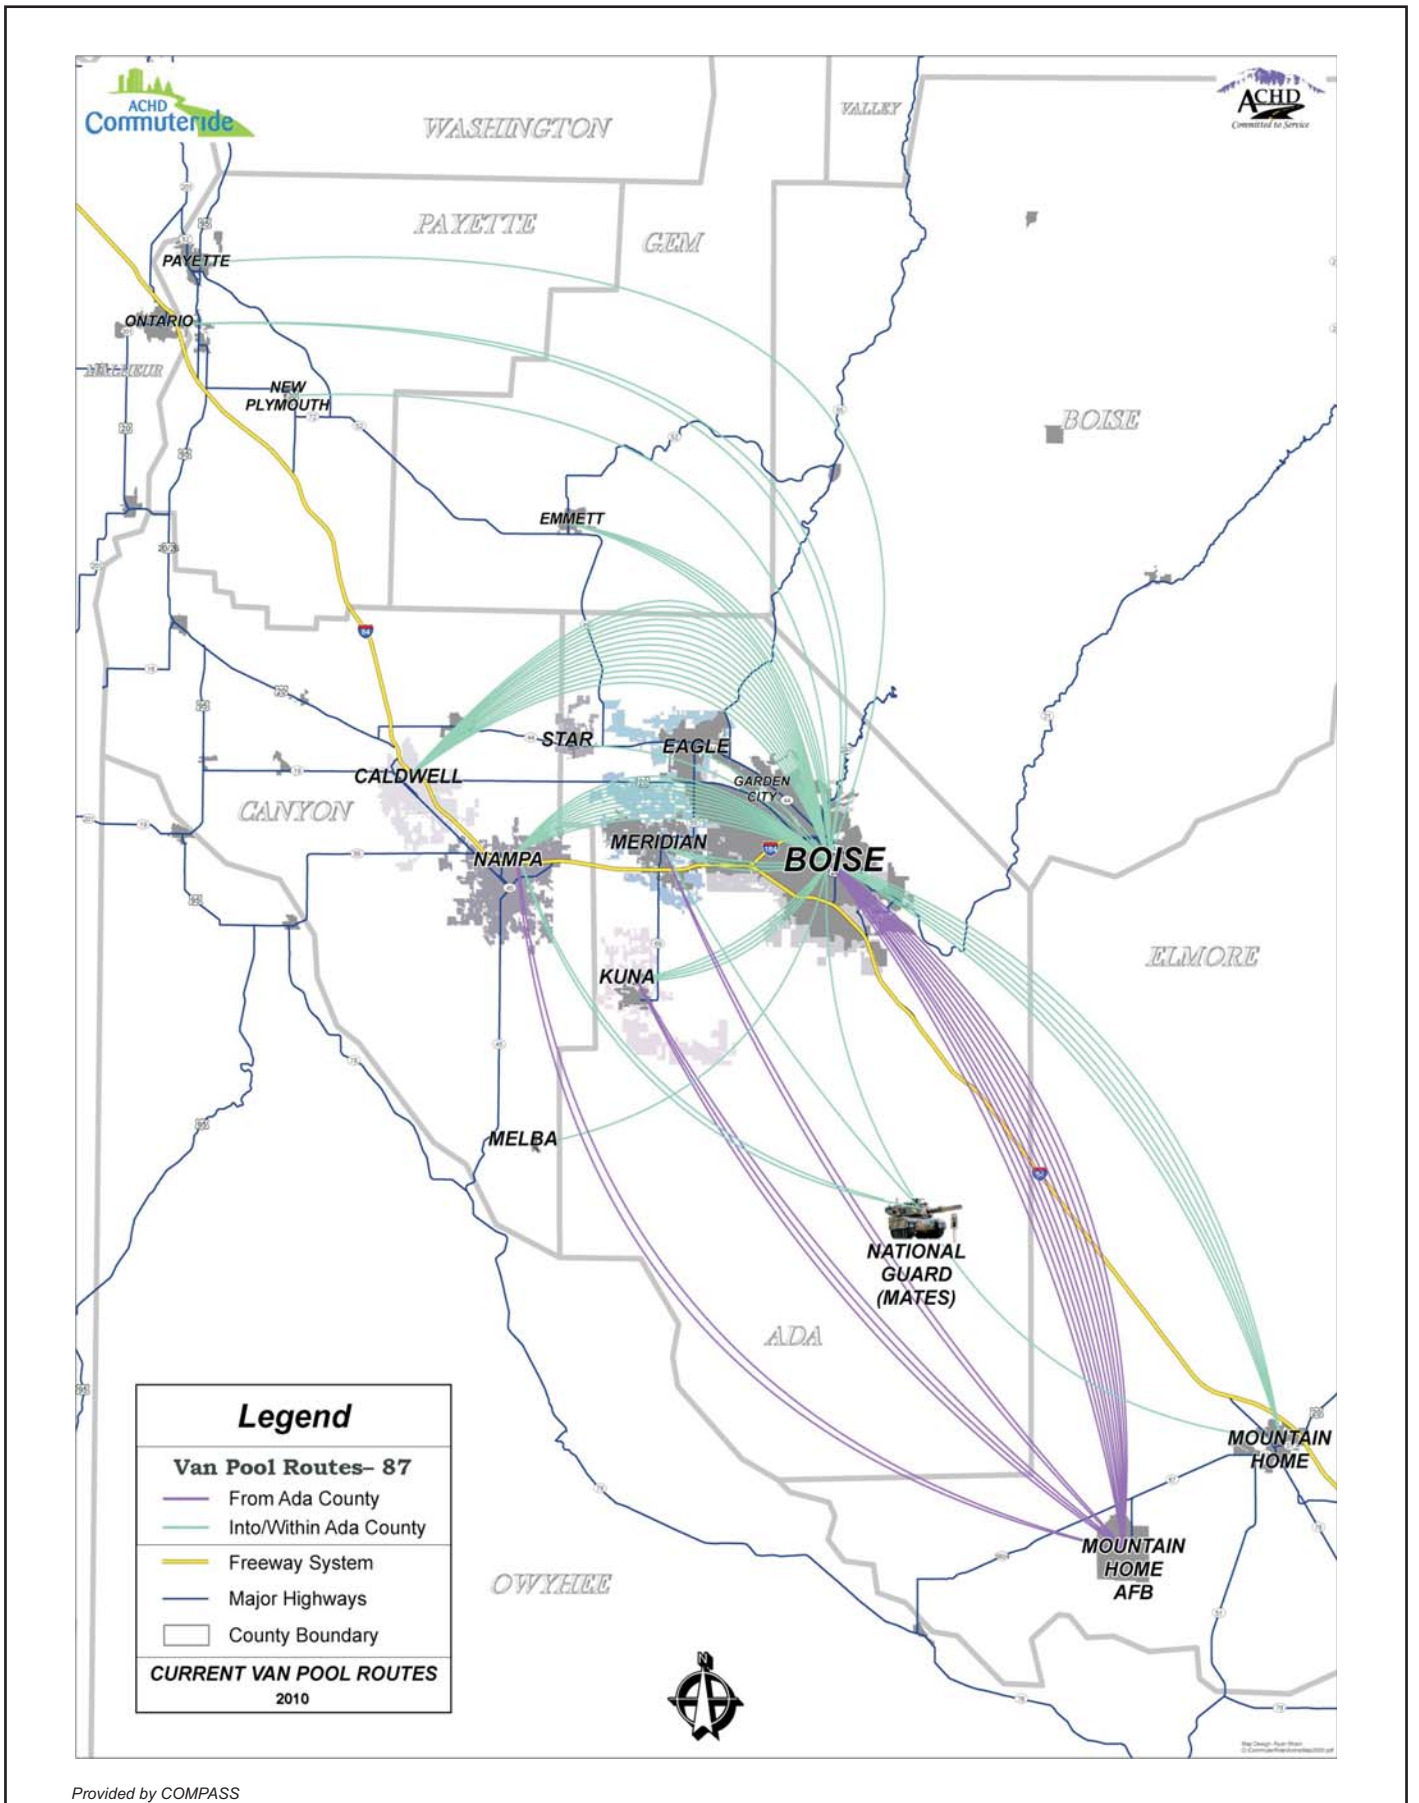 ACHD
Commuteride
ACHD
Committed to Service
WASHINGTON
VALLEY
PAYETTE
GEM
PAYETTE
ONTARIO
NEW
PLYMOUTH
BOISE
EMMETT
STAR
EAGLE
CALDWELL
GARDEN
CITY
CANYON
MERIDIAN
NAMPA
BOISE
ELMORE
KUNA
MELBA
NATIONAL
GUARD
(MATES)
ADA
MOUNTAIN
HOME
MOUNTAIN
HOME
AFB
OWYHEE
Legend
Van Pool Routes– 87
From Ada County
Into/Within Ada County
Freeway System
Major Highways
County Boundary
CURRENT VAN POOL ROUTES
2010
N
Provided by COMPASS